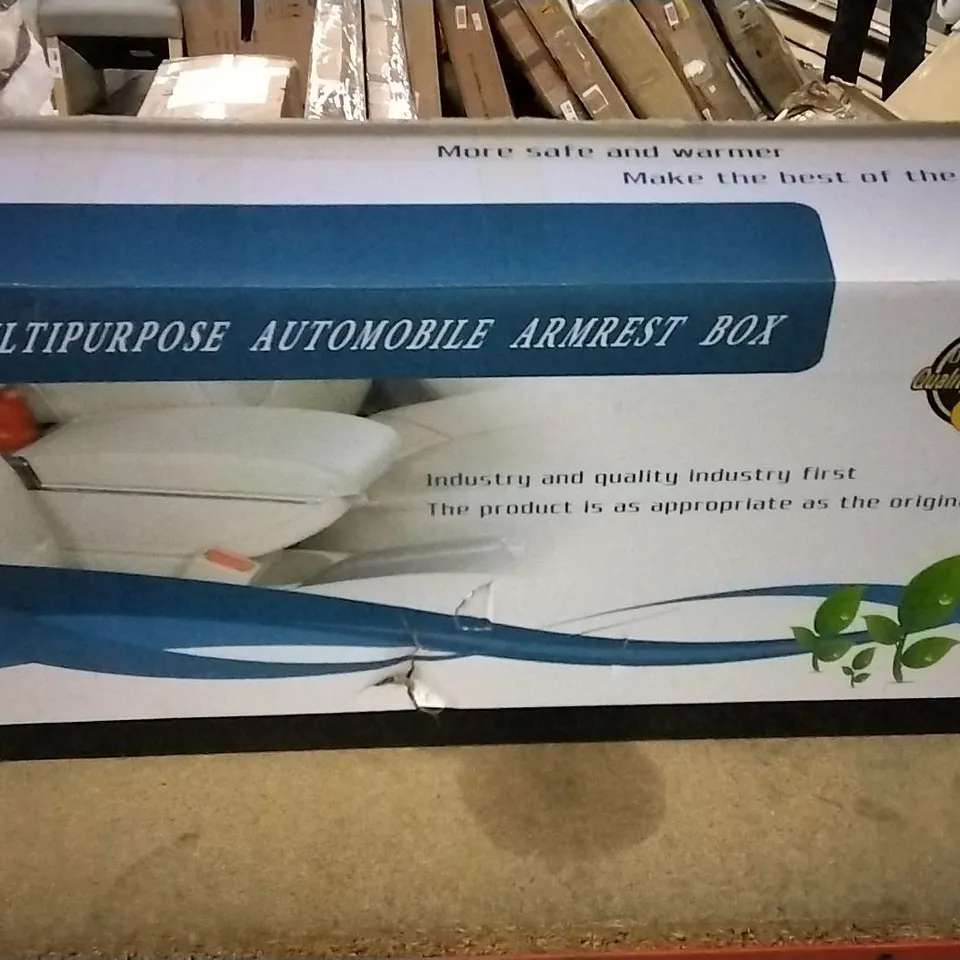 More safe and warmer
Make the best of the
LTIPURPOSE AUTOMOBILE ARMREST BOX
Industry and quality industry first
The product is as appropriate as the origin